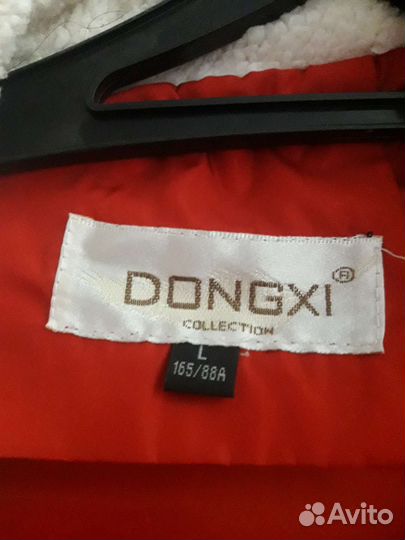 DONGXI ®
COLLECTION
L
165/88A
Avito